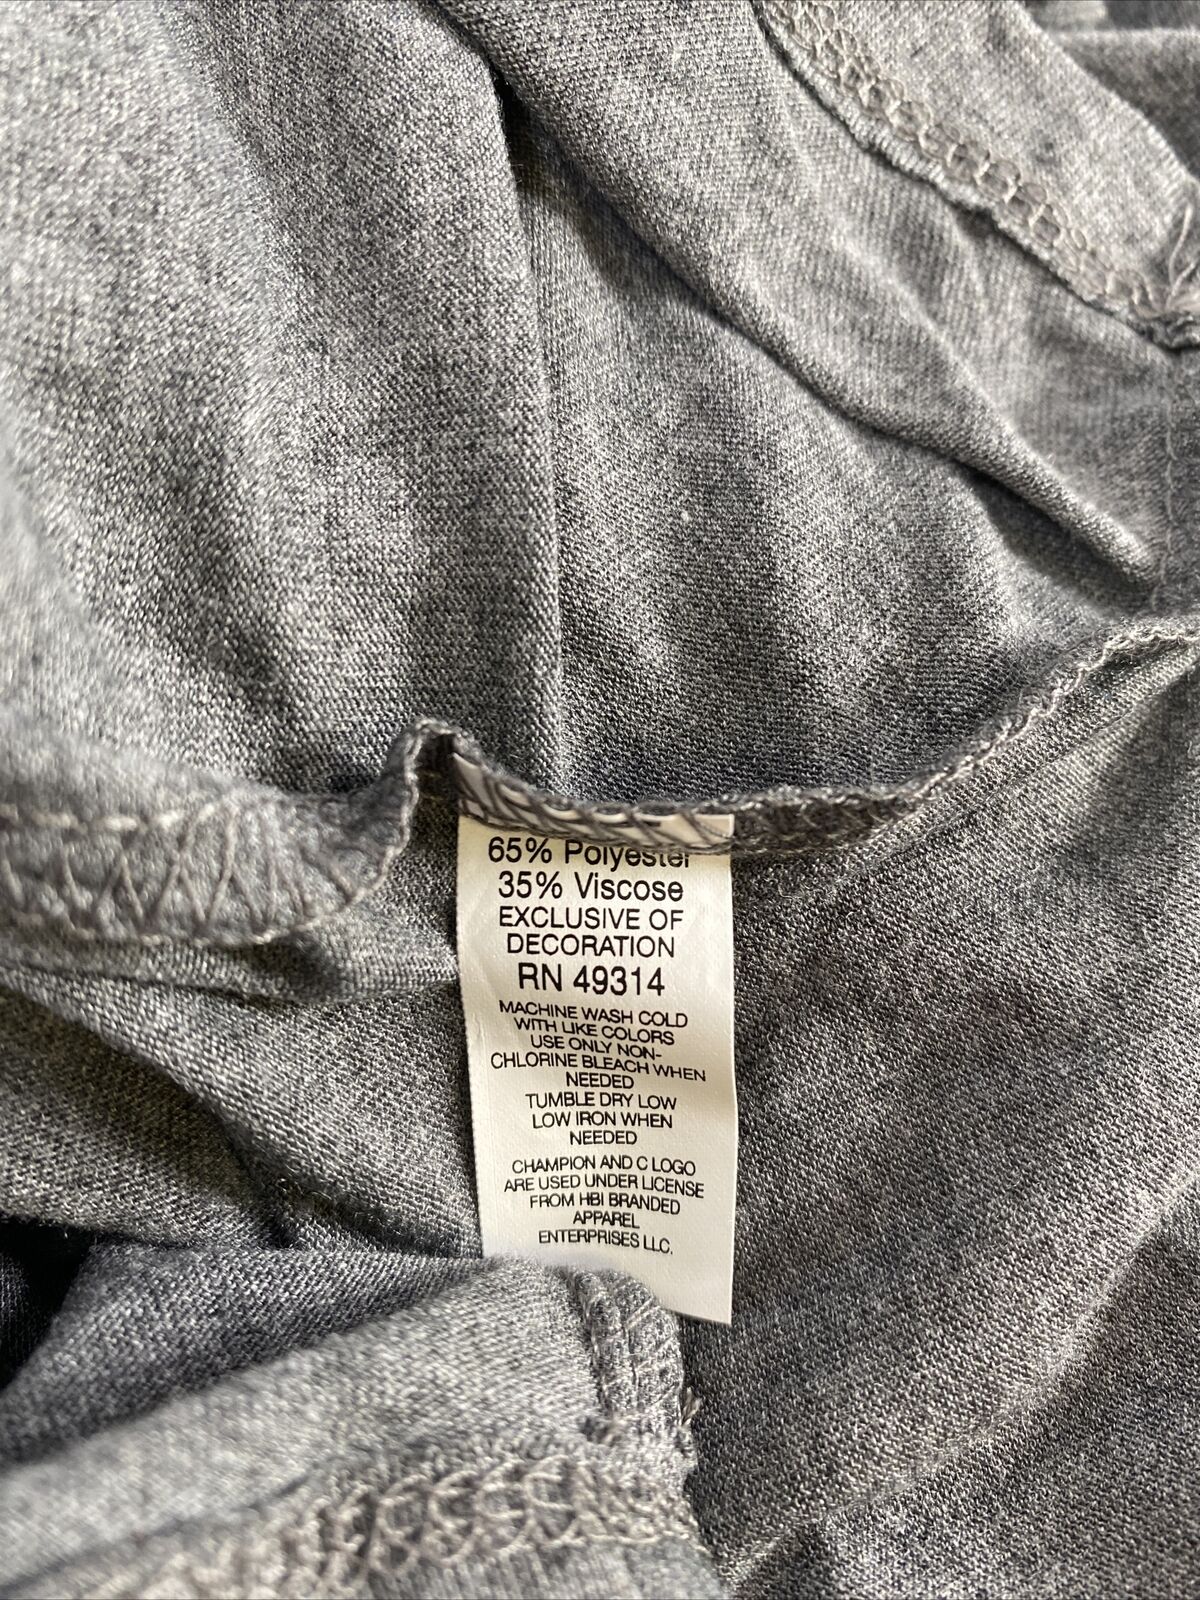 65% Polyester
35% Viscose
EXCLUSIVE OF
DECORATION
RN 49314
MACHINE WASH COLD
WITH LIKE COLORS
USE ONLY NON-
CHLORINE BLEACH WHEN
NEEDED
TUMBLE DRY LOW
LOW IRON WHEN
NEEDED
CHAMPION AND C LOGO
ARE USED UNDER LICENSE
FROM HBI BRANDED
APPAREL
ENTERPRISES LLC.